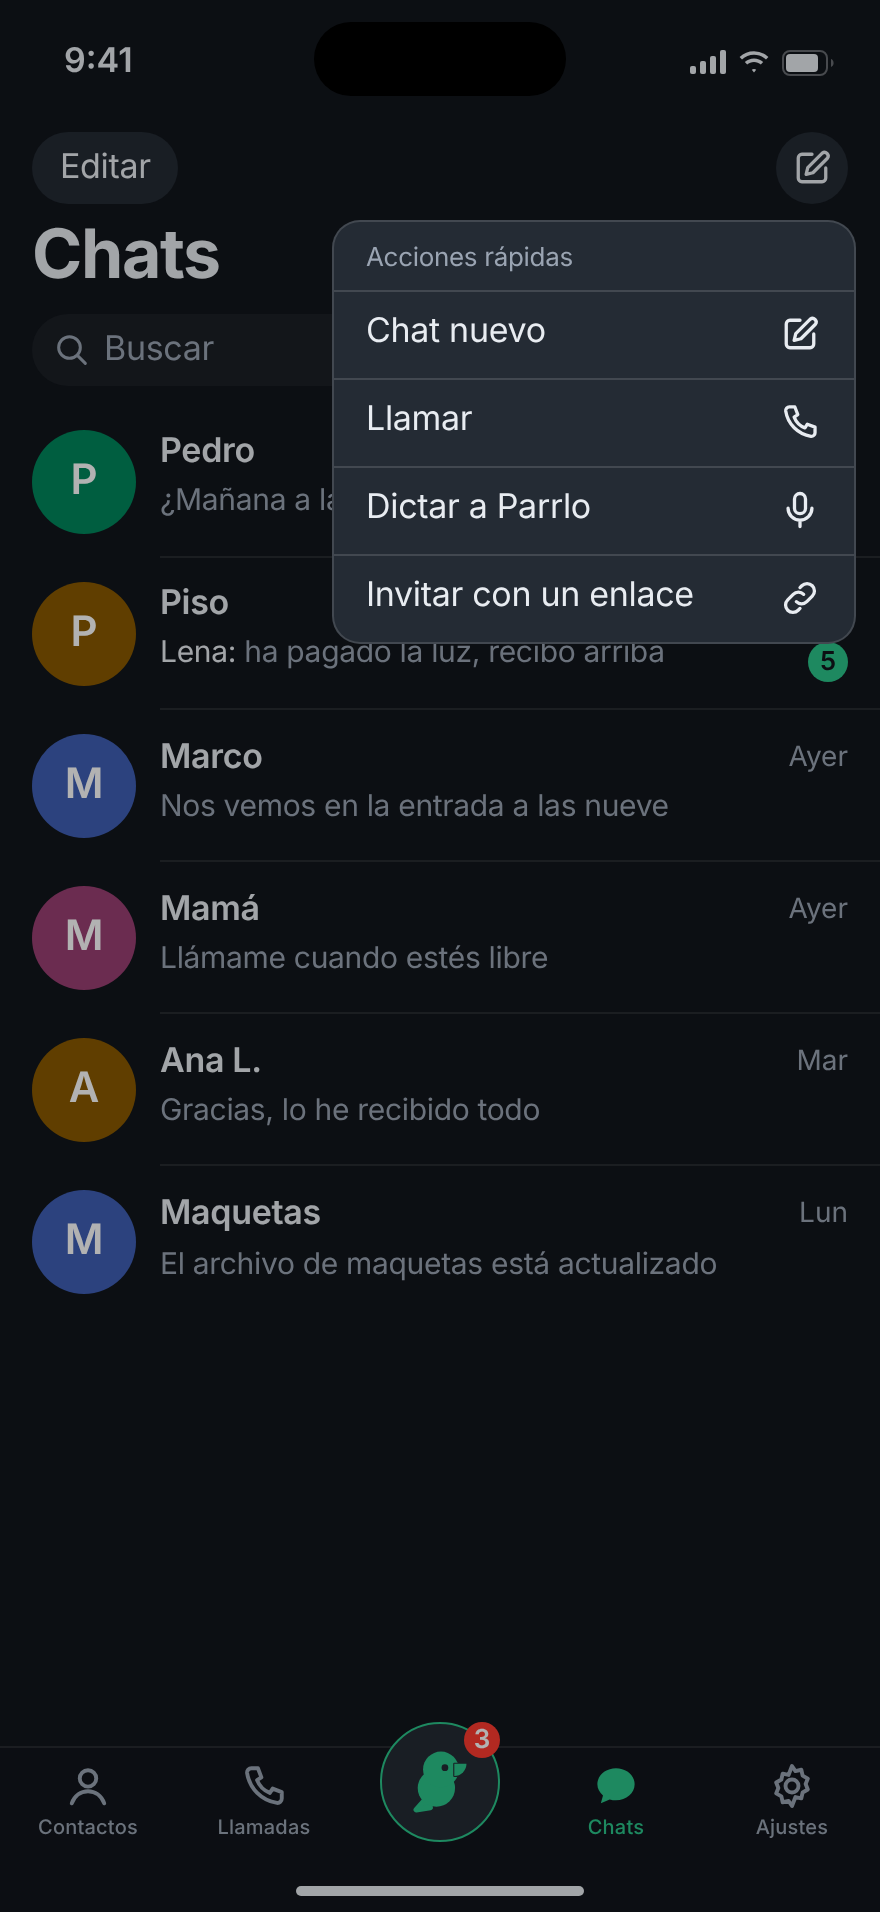 9:41
Editar
Chats
Acciones rápidas
Buscar
Chat nuevo
Llamar
Dictar a Parrlo
Invitar con un enlace
P
Pedro
¿Mañana a la
P
Piso
Lena: ha pagado la luz, recibo arriba
5
M
Marco
Ayer
Nos vemos en la entrada a las nueve
M
Mamá
Ayer
Llámame cuando estés libre
A
Ana L.
Mar
Gracias, lo he recibido todo
M
Maquetas
Lun
El archivo de maquetas está actualizado
3
Contactos
Llamadas
Chats
Ajustes